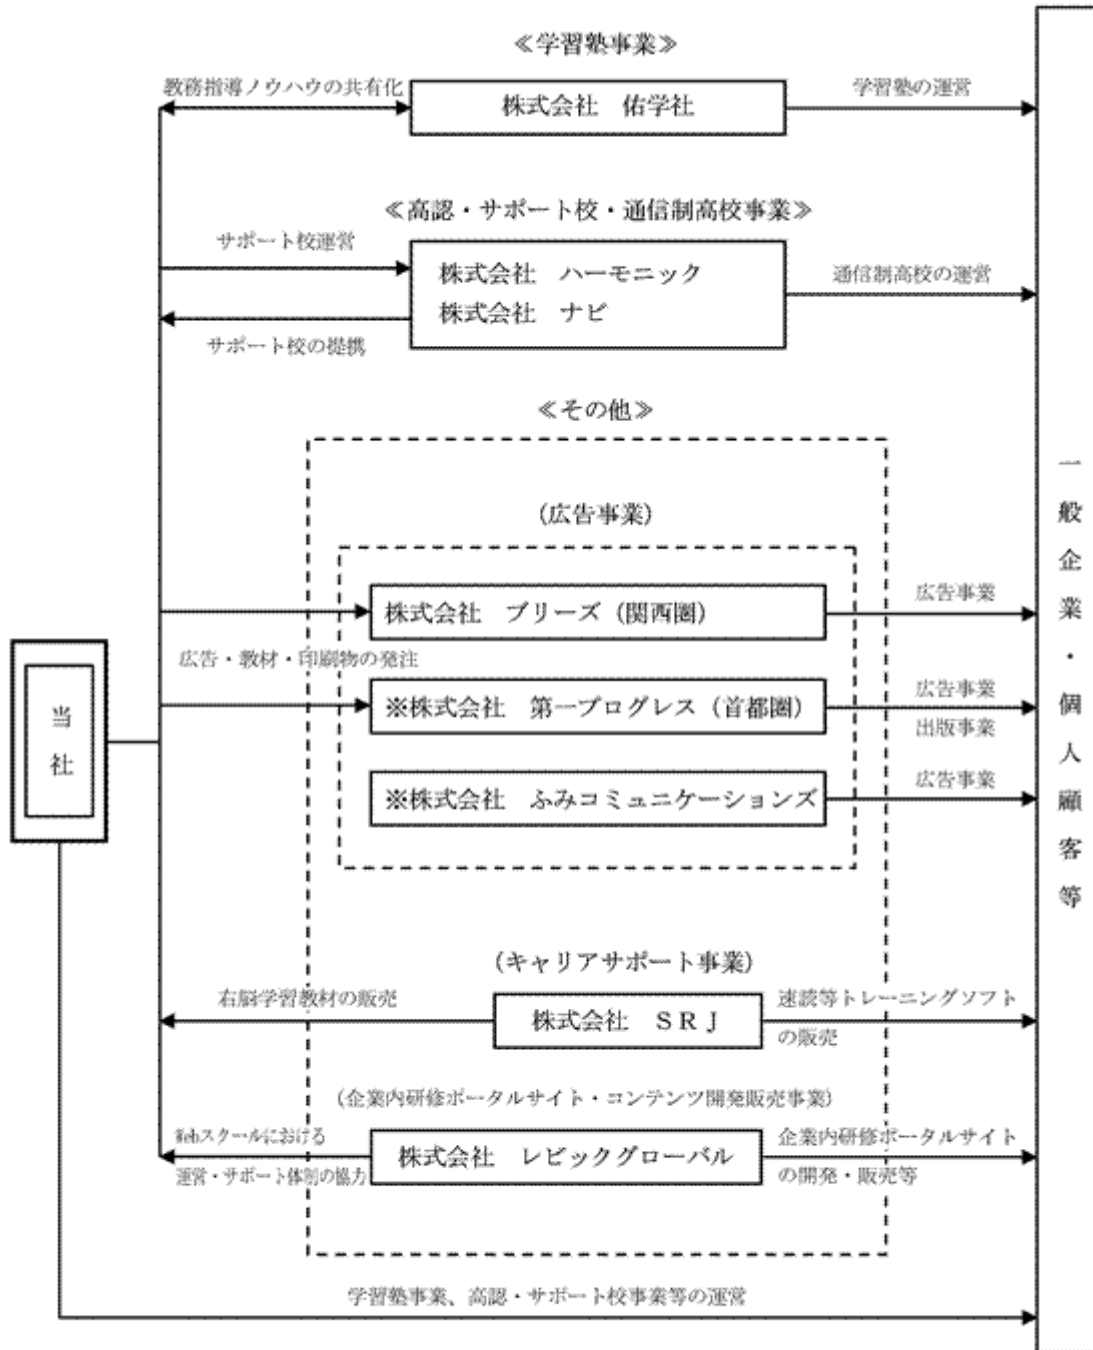 ≪学習塾事業≫
教務指導ノウハウの共有化
株式会社　佑学社
学習塾の運営
≪高認・サポート校・通信制高校事業≫
サポート校運営
株式会社　ハーモニック
株式会社　ナビ
通信制高校の運営
サポート校の提携
≪その他≫
(広告事業)
株式会社　ブリーズ（関西圏）
広告事業
広告・教材・印刷物の発注
※株式会社　第一プログレス（首都圏）
広告事業
出版事業
※株式会社　ふみコミュニケーションズ
広告事業
当社
一般企業・個人顧客等
(キャリアサポート事業)
右脳学習教材の販売
株式会社　ＳＲＪ
速読等トレーニングソフト
の販売
(企業内研修ポータルサイト・コンテンツ開発販売事業)
Webスクールにおける
運営・サポート体制の協力
株式会社　レビックグローバル
企業内研修ポータルサイト
の開発・販売等
学習塾事業、高認・サポート校事業等の運営